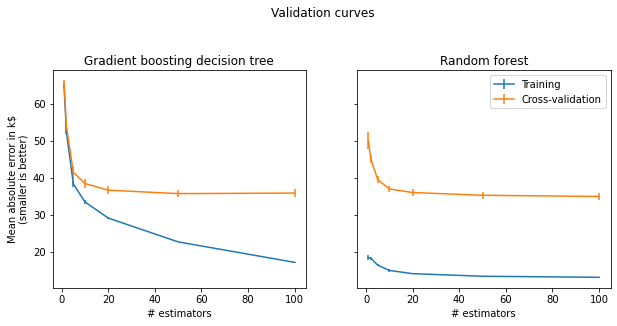 Validation curves
Gradient boosting decision tree
Random forest
Training
Cross-validation
Mean absolute error in k$
(smaller is better)
60
50
40
30
20
0
20
40
60
80
100
0
20
40
60
80
100
# estimators
# estimators